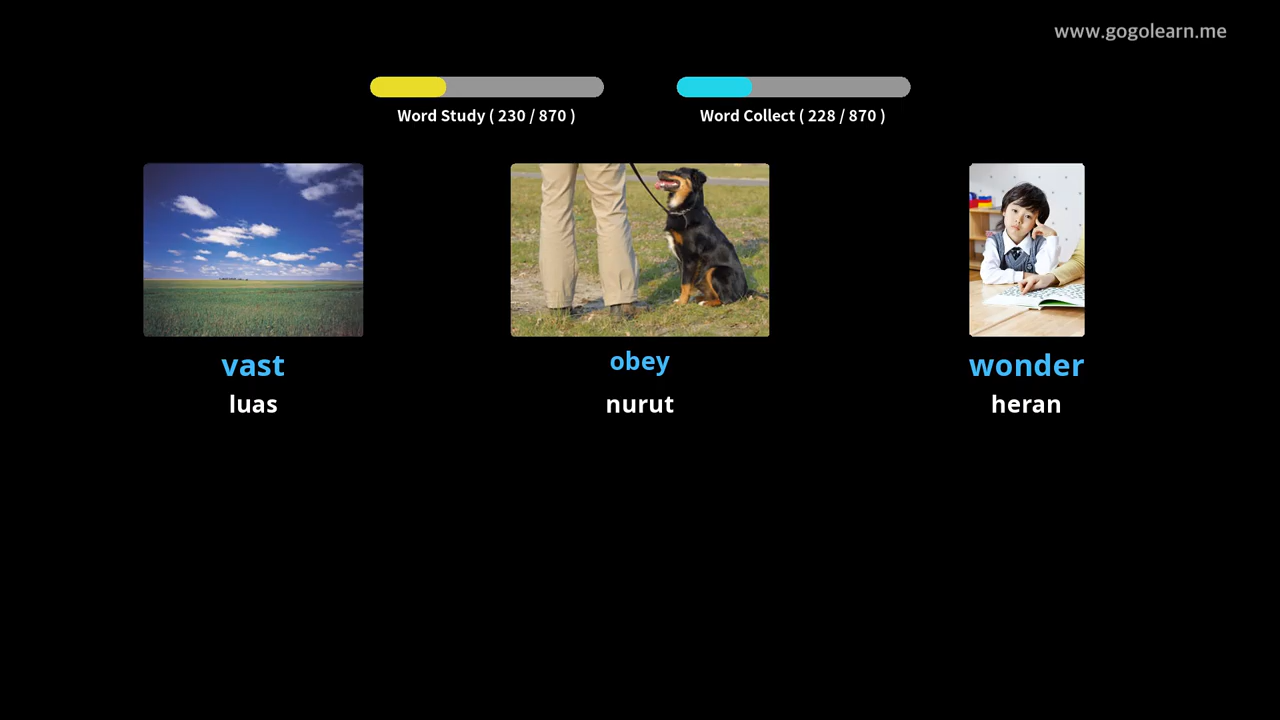 www.gogolearn.me
Word Study ( 230 / 870 )
Word Collect ( 228 / 870 )
vast
obey
wonder
luas
nurut
heran